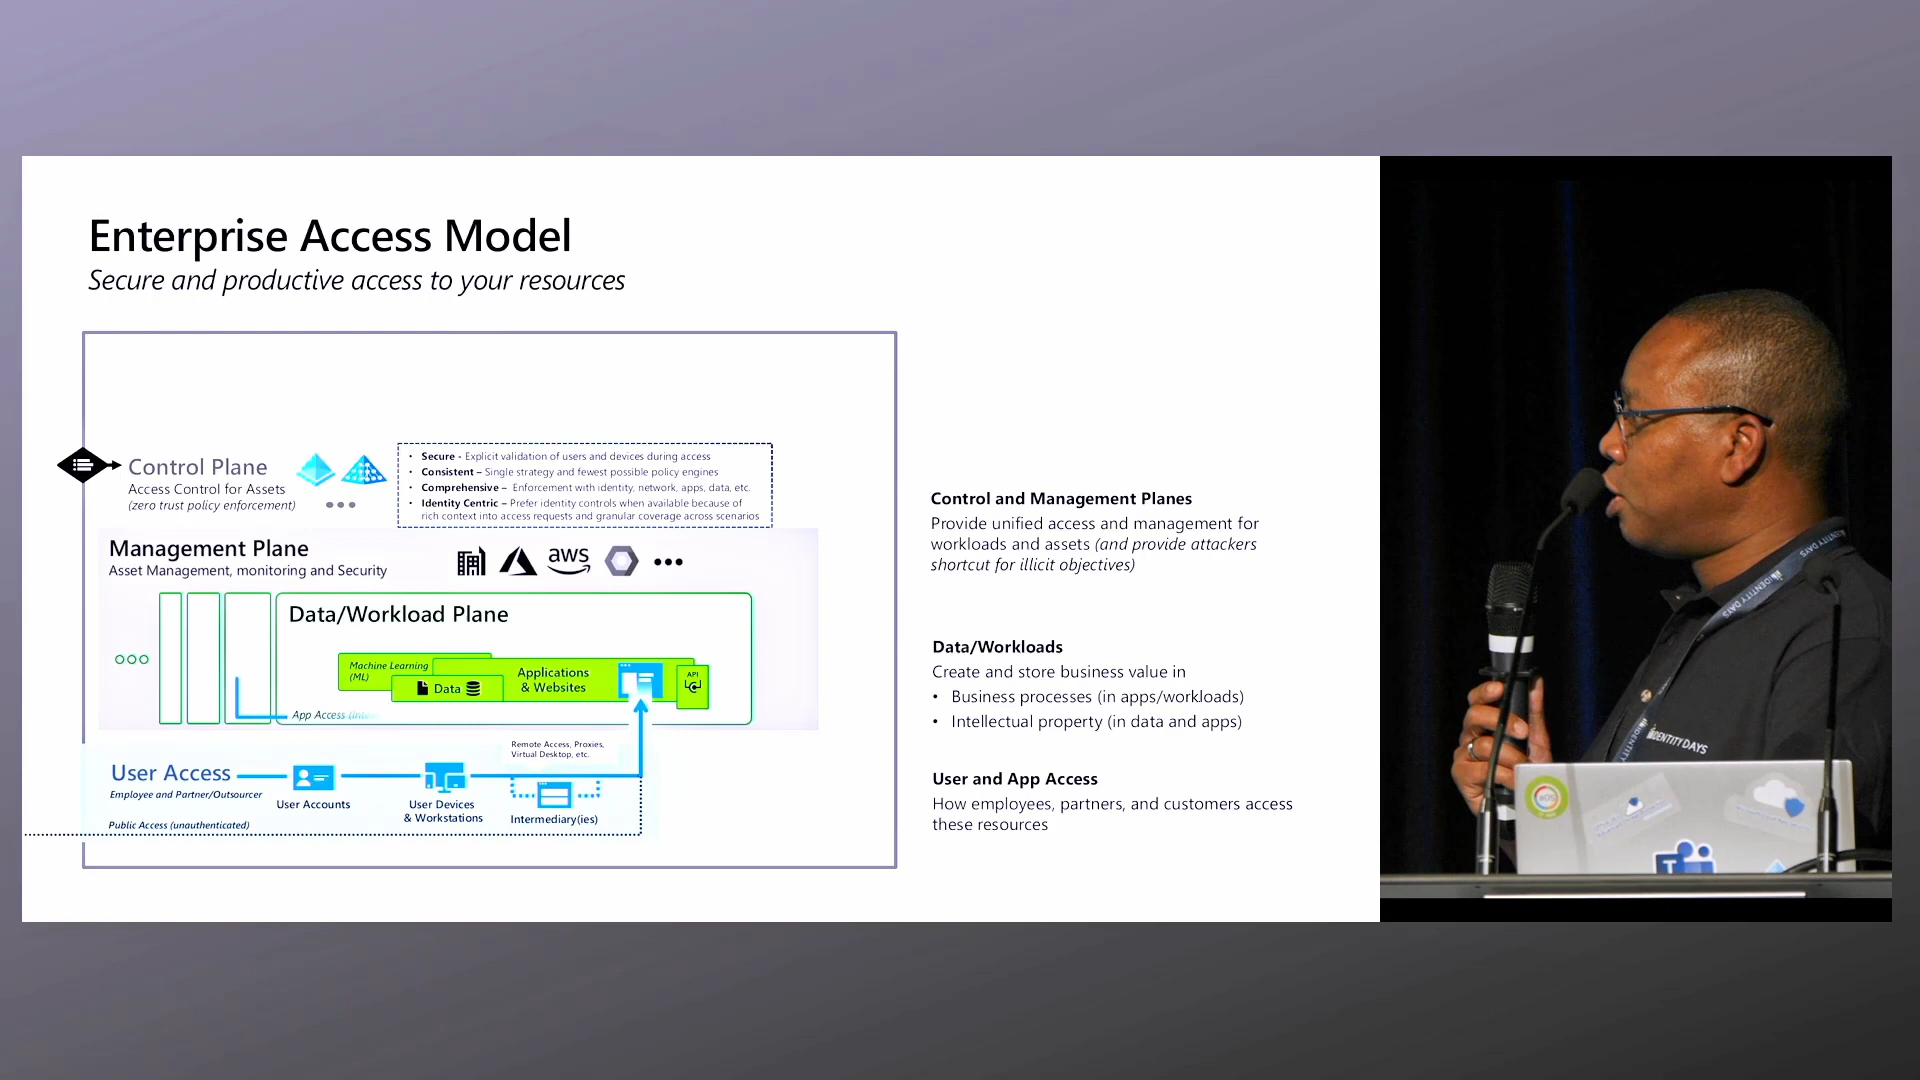 Enterprise Access Model
Secure and productive access to your resources
Control Plane
Access Control for Assets
(zero trust policy enforcement)
• Secure - Explicit validation of users and devices during access
• Consistent – Single strategy and fewest possible policy engines
• Comprehensive – Enforcement with identity, network, apps, data, etc.
• Identity Centric – Prefer identity controls when available because of
rich context into access requests and granular coverage across scenarios
Management Plane
Asset Management, monitoring and Security
aws
Data/Workload Plane
Machine Learning
(ML)
Data
Applications
& Websites
API
App Access
Remote Access, Proxies,
Virtual Desktop, etc.
User Access
Employee and Partner/Outsourcer
User Accounts
User Devices
& Workstations
Intermediary(ies)
Public Access (unauthenticated)
Control and Management Planes
Provide unified access and management for
workloads and assets (and provide attackers
shortcut for illicit objectives)
Data/Workloads
Create and store business value in
• Business processes (in apps/workloads)
• Intellectual property (in data and apps)
User and App Access
How employees, partners, and customers access
these resources
IDENTITY DAYS
IDENTITY DAYS